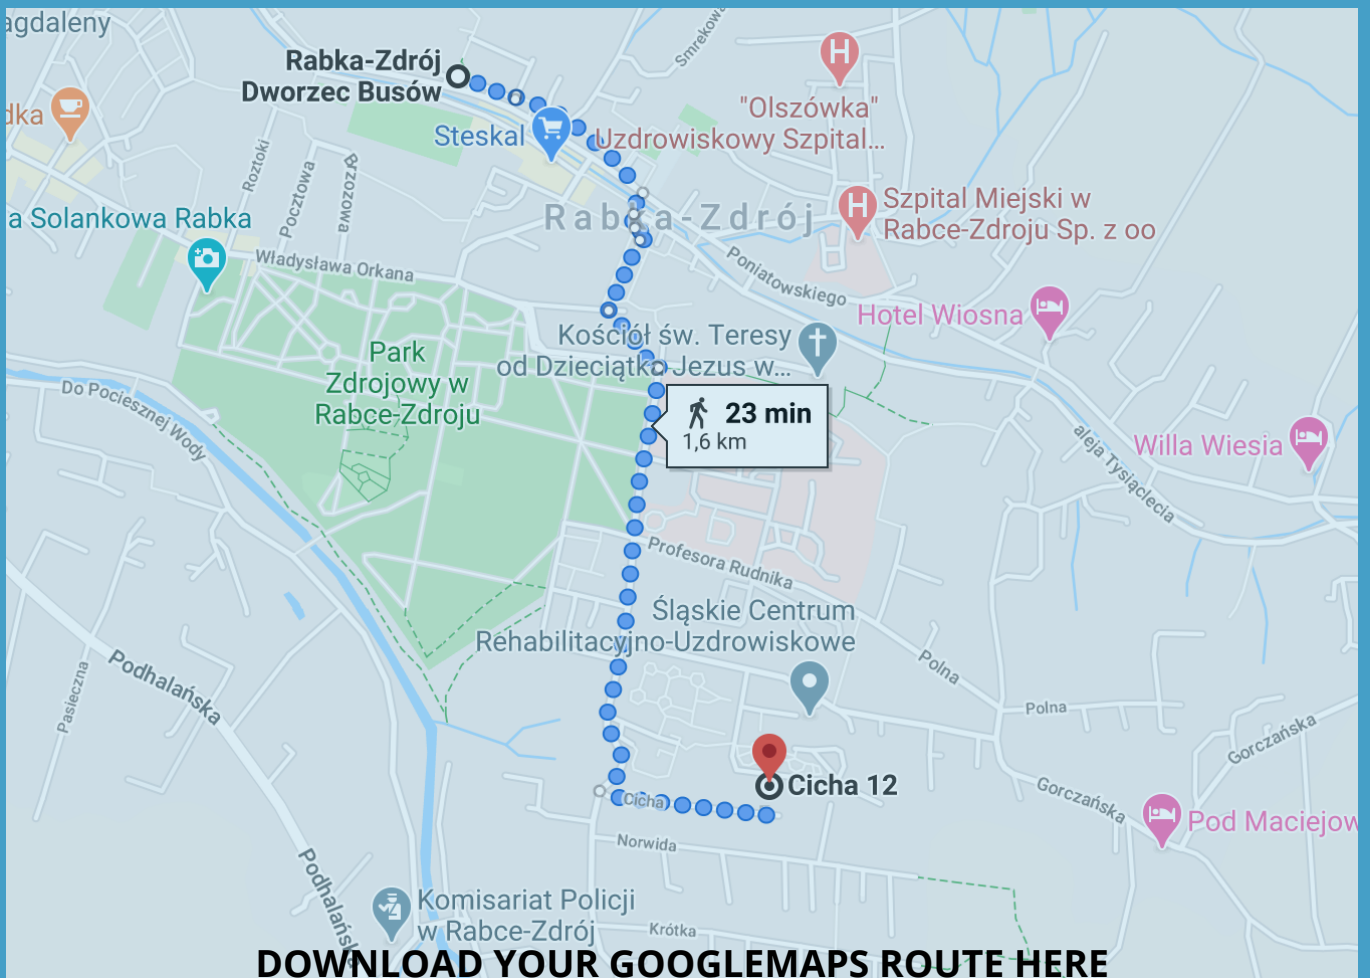 agdaleny
Smrekowa
Rabka-Zdrój
Dworzec Busów
dka
Steskal
"Olszówka"
Uzdrowiskowy Szpital...
Roztoki
Pocztowa
Brzozowa
Szpital Miejski w
Rabce-Zdroju Sp. z oo
a Solankowa Rabka
Rabka-Zdrój
Władysława Orkana
Poniatowskiego
Hotel Wiosna
Kościół św. Teresy
od Dzieciątka Jezus w...
Park
Zdrojowy w
Rabce-Zdroju
Do Pociesznej Wody
23 min
1,6 km
aleja Tysiąclecia
Willa Wiesia
Profesora Rudnika
Śląskie Centrum
Rehabilitacyjno-Uzdrowiskowe
Polna
Podhalańska
Pasieczna
Polna
Gorczańska
Cicha 12
Cicha
Gorczańska
Pod Maciejow
Norwida
Podhalańska
Komisariat Policji
w Rabce-Zdrój
Krótka
DOWNLOAD YOUR GOOGLEMAPS ROUTE HERE